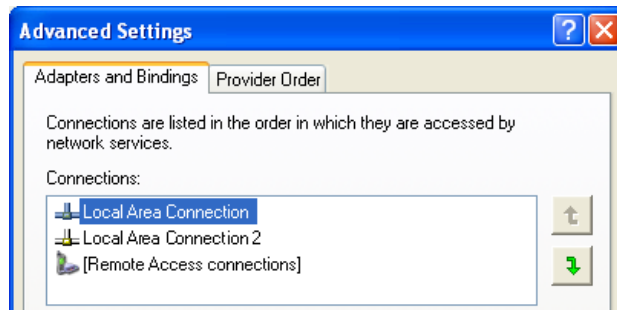 Advanced Settings
Adapters and Bindings Provider Order
Connections are listed in the order in which they are accessed by
network services.
Connections:
Local Area Connection
Local Area Connection 2
[Remote Access connections]